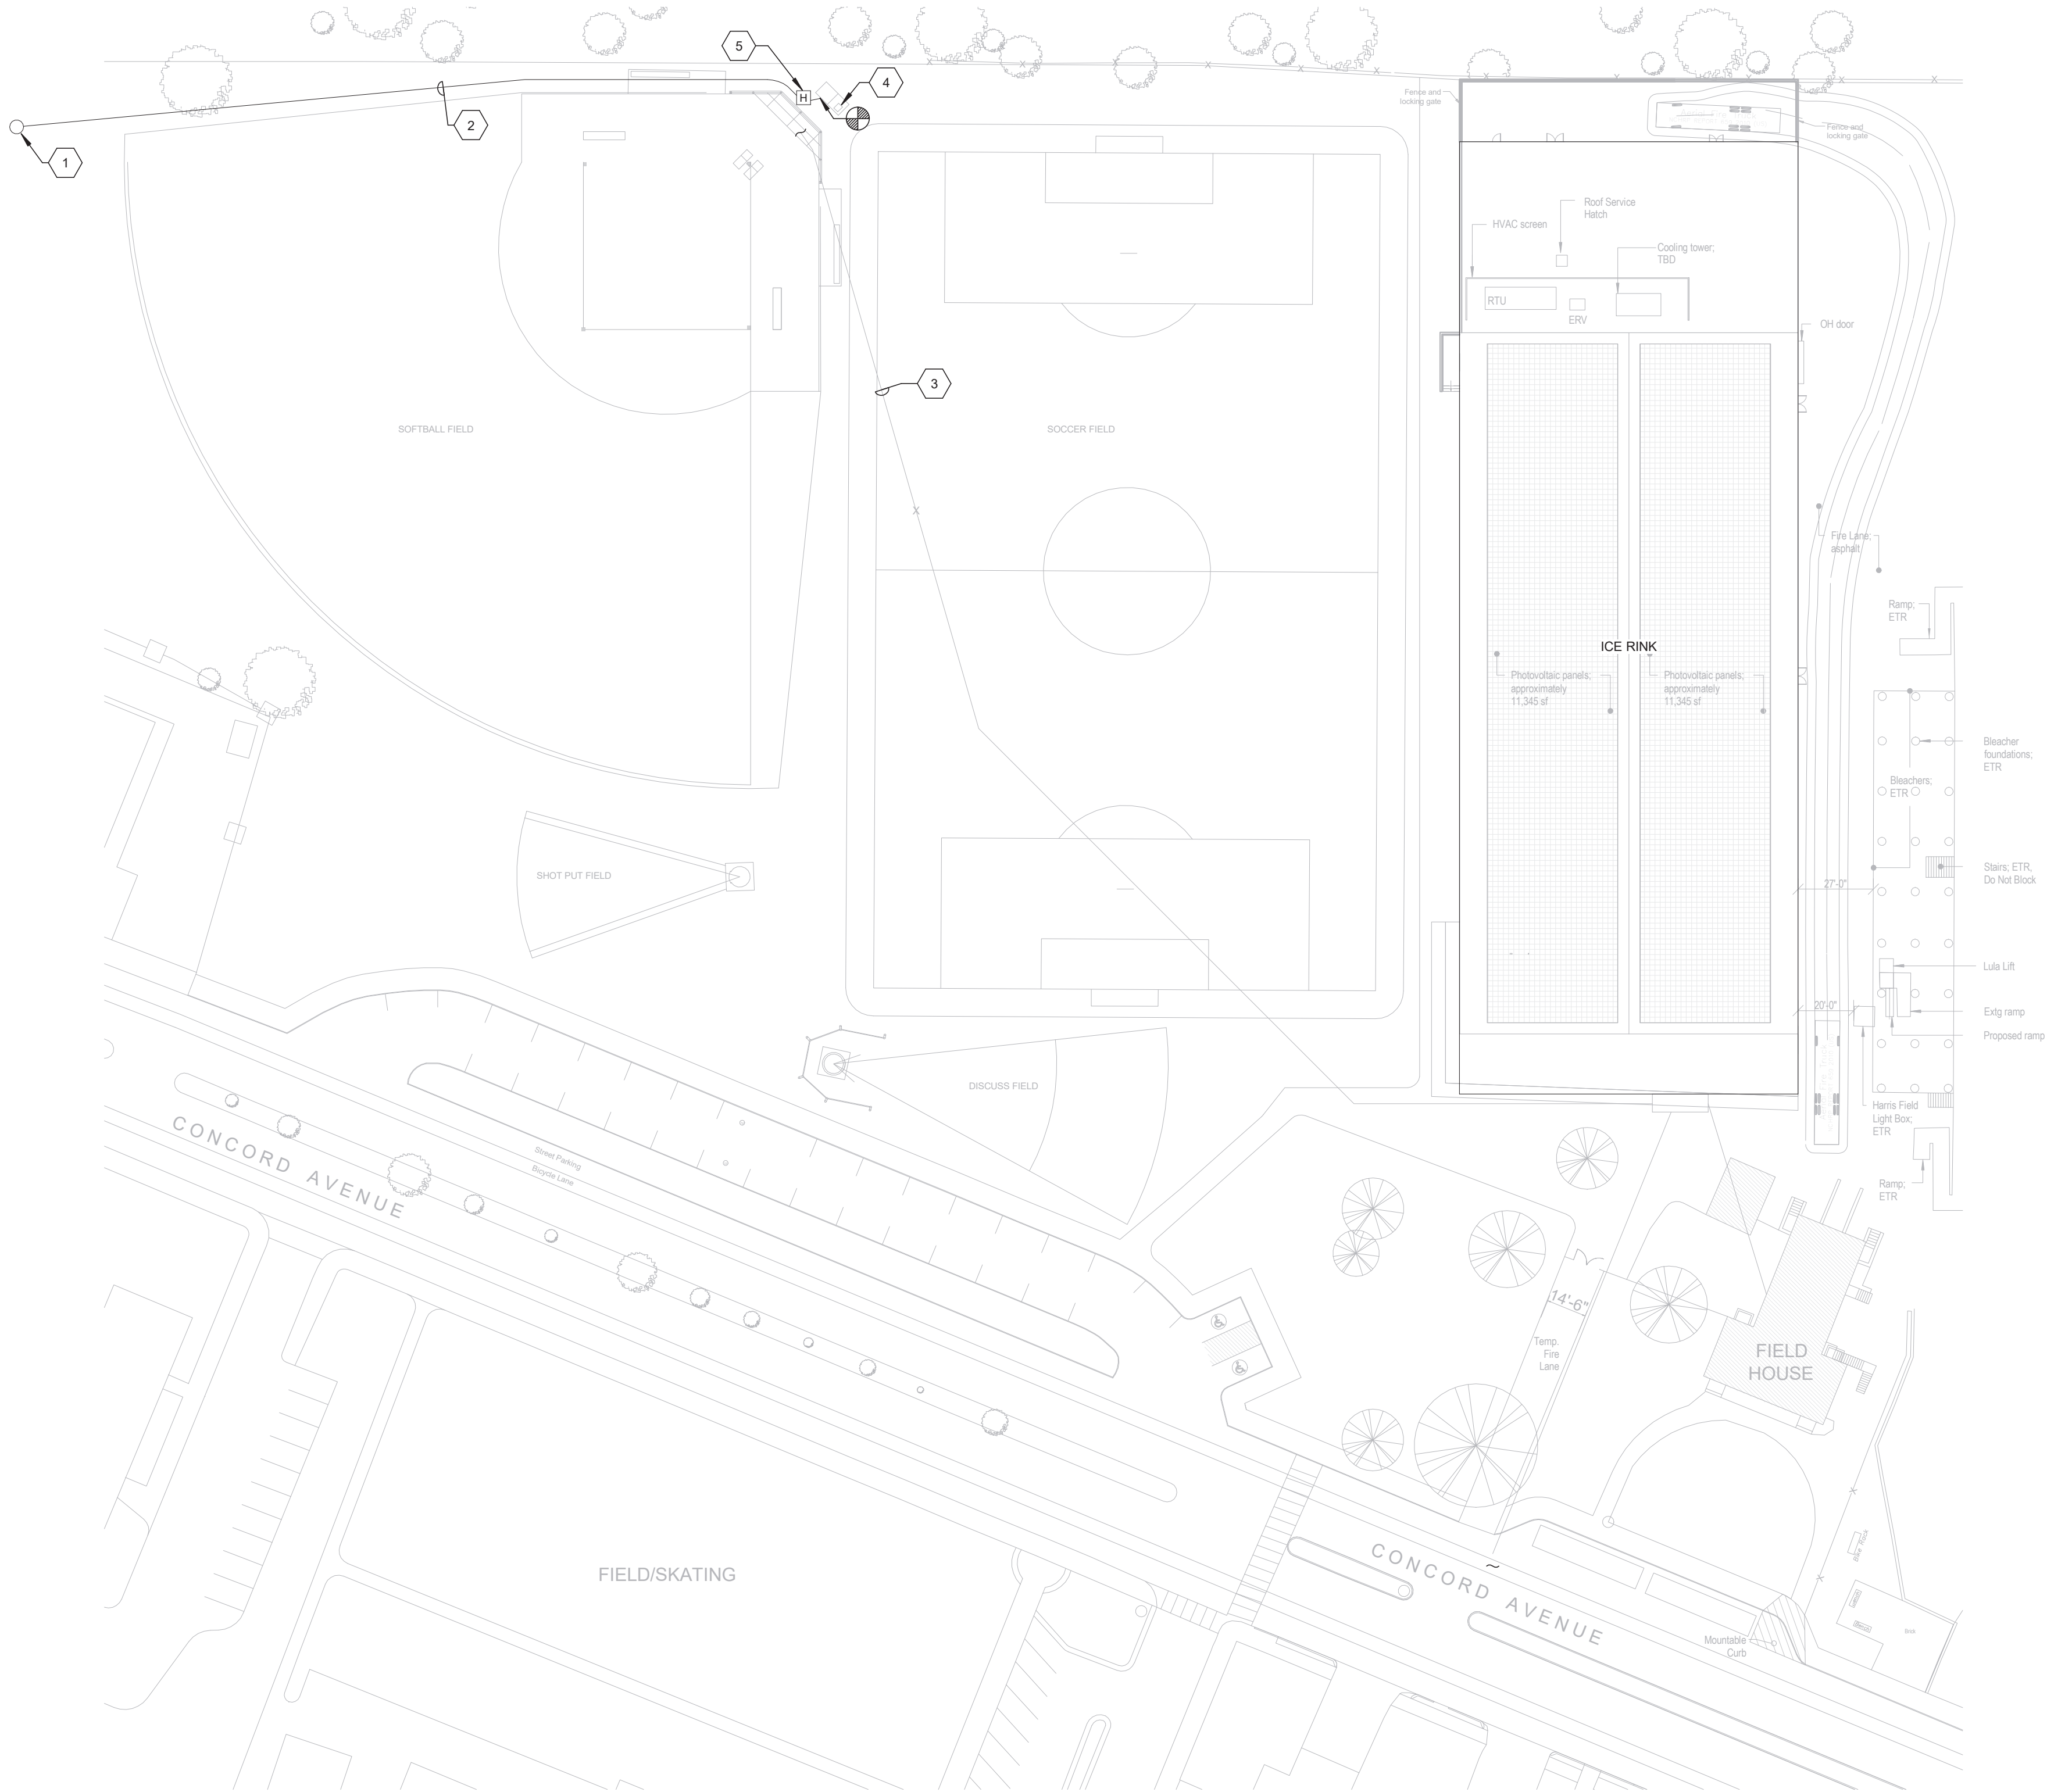 5
4
2
1
H
Fence and
locking gate
Fence and
locking gate
Roof Service
Hatch
HVAC screen
Cooling tower;
TBD
RTU
ERV
OH door
3
SOFTBALL FIELD
SOCCER FIELD
Fire Lane;
asphalt
Ramp;
ETR
ICE RINK
Photovoltaic panels;
approximately
11,345 sf
Photovoltaic panels;
approximately
11,345 sf
Bleacher
foundations;
ETR
Bleachers;
ETR
SHOT PUT FIELD
Stairs; ETR,
Do Not Block
27'-0"
Lula Lift
20'-0"
Extg ramp
Proposed ramp
DISCUSS FIELD
Harris Field
Light Box;
ETR
CONCORD AVENUE
Street Parking
Bicycle Lane
Ramp;
ETR
14'-6"
Temp.
Fire
Lane
FIELD
HOUSE
FIELD/SKATING
CONCORD AVENUE
Bike Rack
Mountable
Curb